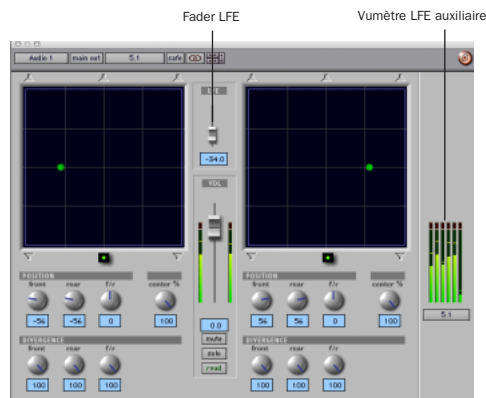 Fader LFE
Vumètre LFE auxiliaire
Audio 1 main out 5.1 safe
LFE
-34.0
VOL
POSITION
front rear f/r center %
-56 -56 0 100
DIVERGENCE
front rear f/r
100 100 100
0.0
mute
solo
read
POSITION
front rear f/r center %
56 56 0 100
DIVERGENCE
front rear f/r
100 100 100
5.1